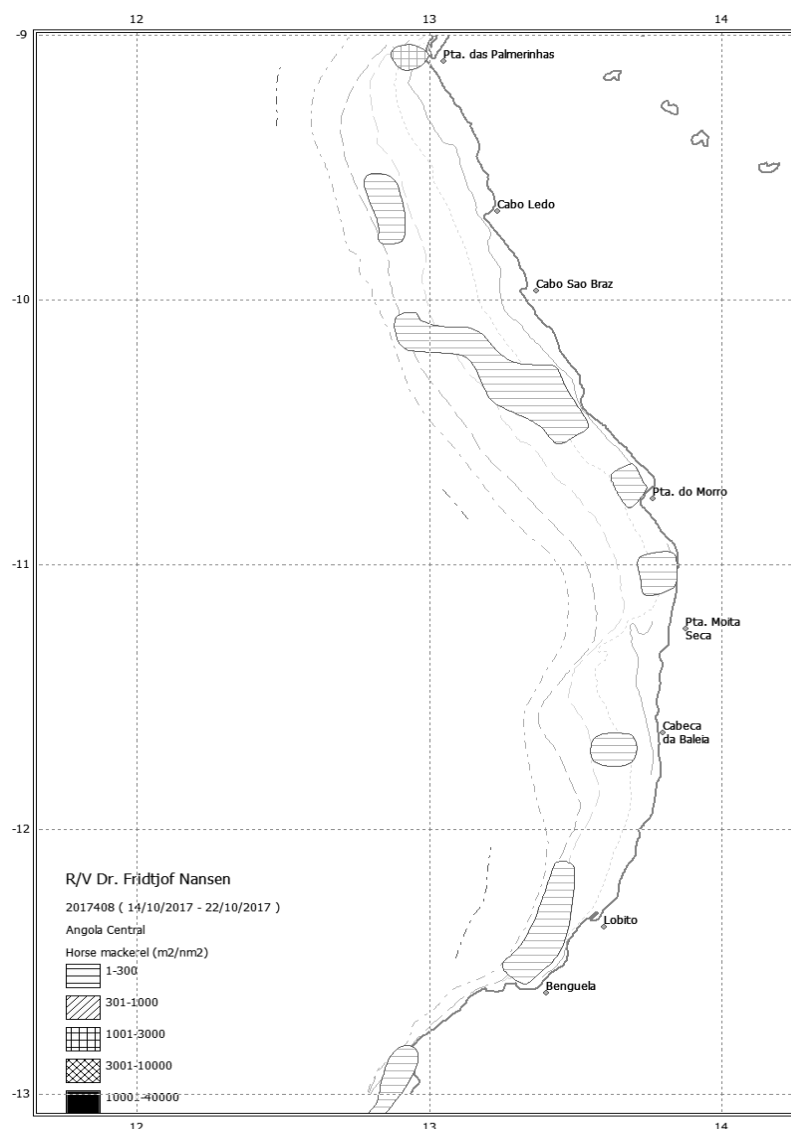 12 13 14
-9
Pta. das Palmerinhas
Cabo Ledo
Cabo Sao Braz
-10
Pta. do Morro
-11
Pta. Moita
Seca
Cabeca
da Baleia
-12
R/V Dr. Fridtjof Nansen
2017408 ( 14/10/2017 - 22/10/2017 )
Angola Central
Horse mackerel (m2/nm2)
1-300
301-1000
1001-3000
3001-10000
Lobito
Benguela
-13
12 13 14